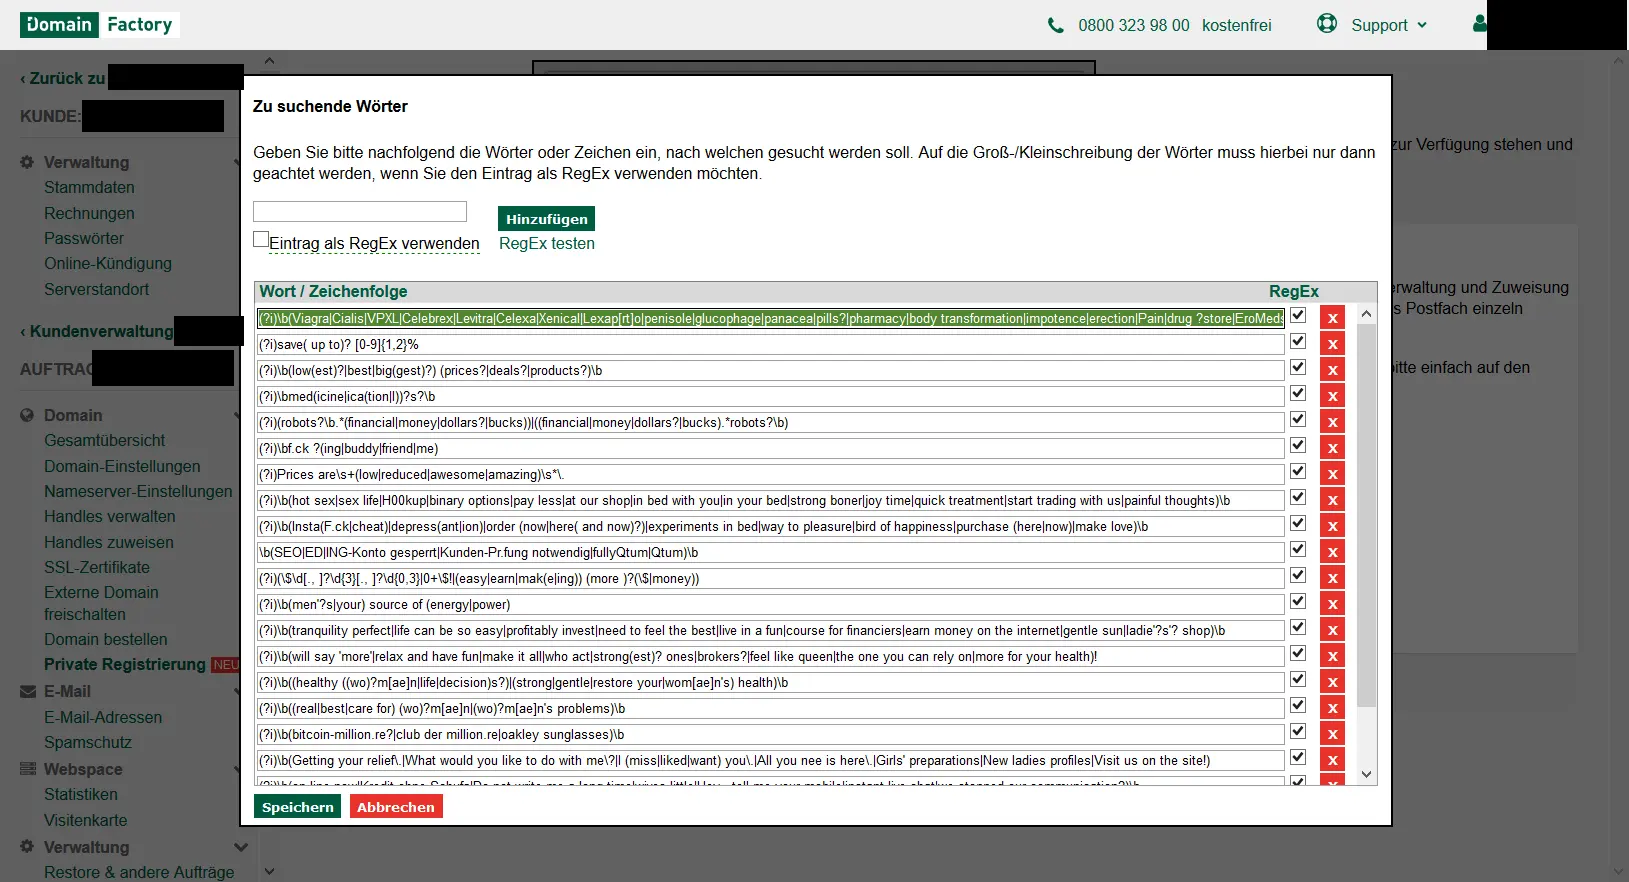 Domain Factory
0800 323 98 00 kostenfrei
Support
‹ Zurück zu
KUNDE:
Verwaltung
Stammdaten
Rechnungen
Passwörter
Online-Kündigung
Serverstandort
‹ Kundenverwaltung
AUFTRAG
Domain
Gesamtübersicht
Domain-Einstellungen
Nameserver-Einstellungen
Handles verwalten
Handles zuweisen
SSL-Zertifikate
Externe Domain
freischalten
Domain bestellen
Private Registrierung NEU
E-Mail
E-Mail-Adressen
Spamschutz
Webspace
Statistiken
Visitenkarte
Verwaltung
Restore & andere Aufträge
Zu suchende Wörter
Geben Sie bitte nachfolgend die Wörter oder Zeichen ein, nach welchen gesucht werden soll. Auf die Groß-/Kleinschreibung der Wörter muss hierbei nur dann
geachtet werden, wenn Sie den Eintrag als RegEx verwenden möchten.
Hinzufügen
Eintrag als RegEx verwenden RegEx testen
Wort / Zeichenfolge RegEx
(?i)\b(Viagra|Cialis|VPXL|Celebrex|Levitra|Celexa|Xenical|Lexap[rt]o|penisole|glucophage|panacea|pills?|pharmacy|body transformation|impotence|erection|Pain|drug ?store|EroMeds x
(?i)save( up to)? [0-9]{1,2}% x
(?i)\b(low(est)?|best|big(gest)?) (prices?|deals?|products?)\b x
(?i)\bmed(icine|ica(tion|l))?s?\b x
(?i)(robots?\b.*(financial|money|dollars?|bucks))|((financial|money|dollars?|bucks).*robots?\b) x
(?i)\bf.ck ?(ing|buddy|friend|me) x
(?i)Prices are\s+(low|reduced|awesome|amazing)\s*\. x
(?i)\b(hot sex|sex life|H00kup|binary options|pay less|at our shop|in bed with you|in your bed|strong boner|joy time|quick treatment|start trading with us|painful thoughts)\b x
(?i)\b(Insta(F.ck|cheat)|depress(ant|ion)|order (now|here( and now)?)|experiments in bed|way to pleasure|bird of happiness|purchase (here|now)|make love)\b x
\b(SEO|ED|ING-Konto gesperrt|Kunden-Pr.fung notwendig|fullyQtum|Qtum)\b x
(?i)(\$\d[., ]?\d{3}[., ]?\d{0,3}|0+\$!|(easy|earn|mak(e|ing)) (more )?(\$|money)) x
(?i)\b(men'?s|your) source of (energy|power) x
(?i)\b(tranquility perfect|life can be so easy|profitably invest|need to feel the best|live in a fun|course for financiers|earn money on the internet|gentle sun|ladie'?s'? shop)\b x
(?i)\b(will say 'more'|relax and have fun|make it all|who act|strong(est)? ones|brokers?|feel like queen|the one you can rely on|more for your health)! x
(?i)\b((healthy ((wo)?m[ae]n|life|decision)s?)|(strong|gentle|restore your|wom[ae]n's) health)\b x
(?i)\b((real|best|care for) (wo)?m[ae]n|(wo)?m[ae]n's problems)\b x
(?i)\b(bitcoin-million.re?|club der million.re|oakley sunglasses)\b x
(?i)\b(Getting your relief\.|What would you like to do with me\?|I (miss|liked|want) you\.|All you nee is here\.|Girls' preparations|New ladies profiles|Visit us on the site!) x
Speichern Abbrechen
zur Verfügung stehen und
rwaltung und Zuweisung
s Postfach einzeln
itte einfach auf den